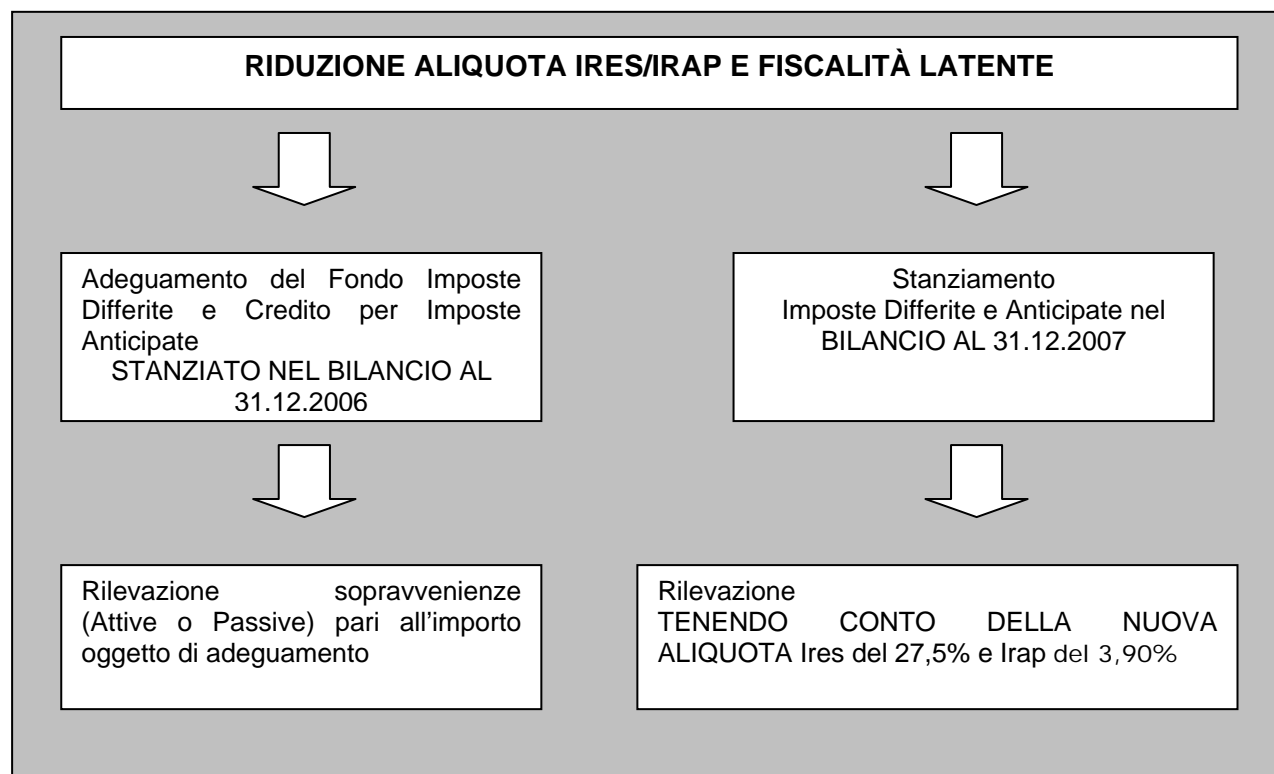 RIDUZIONE ALIQUOTA IRES/IRAP E FISCALITÀ LATENTE
Adeguamento del Fondo Imposte
Differite e Credito per Imposte
Anticipate
STANZIATO NEL BILANCIO AL
31.12.2006
Stanziamento
Imposte Differite e Anticipate nel
BILANCIO AL 31.12.2007
Rilevazione sopravvenienze
(Attive o Passive) pari all'importo
oggetto di adeguamento
Rilevazione
TENENDO CONTO DELLA NUOVA
ALIQUOTA Ires del 27,5% e Irap del 3,90%